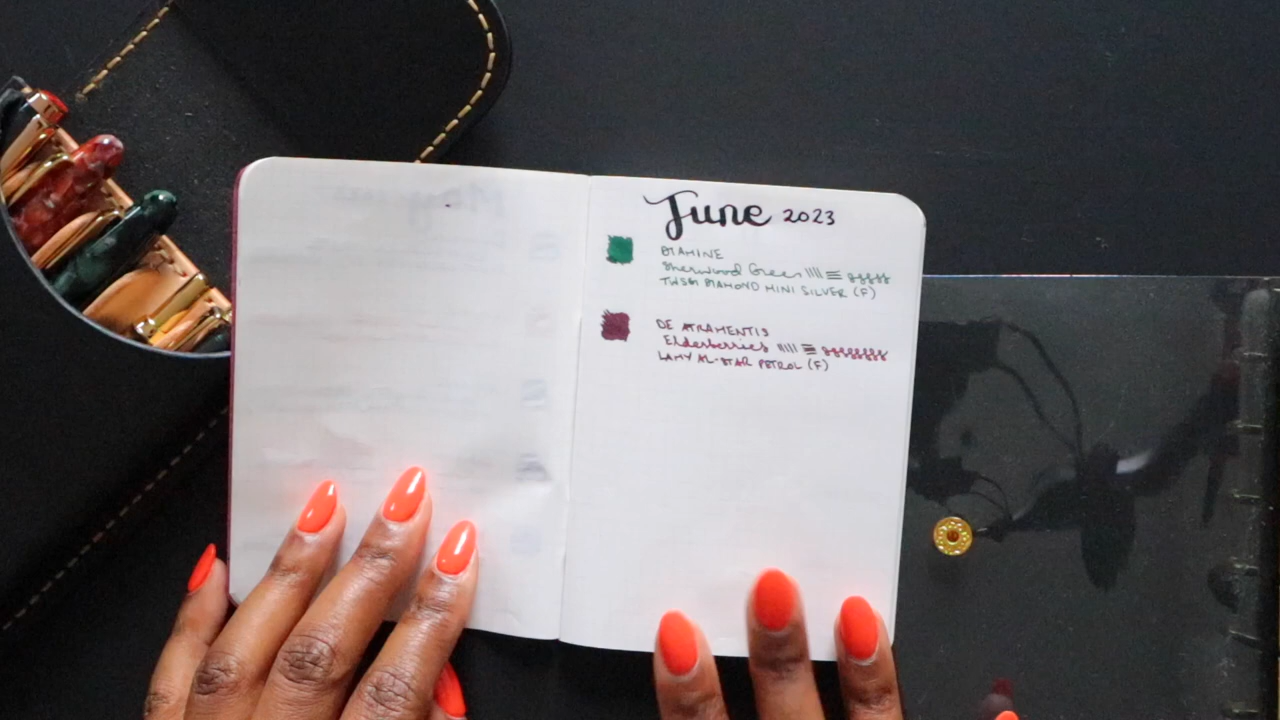 June 2023
DIAMINE
Sherwood Green
TWSBI DIAMOND MINI SILVER (F)
DE ATRAMENTIS
Elderberries
LAMY AL-STAR PETROL (F)